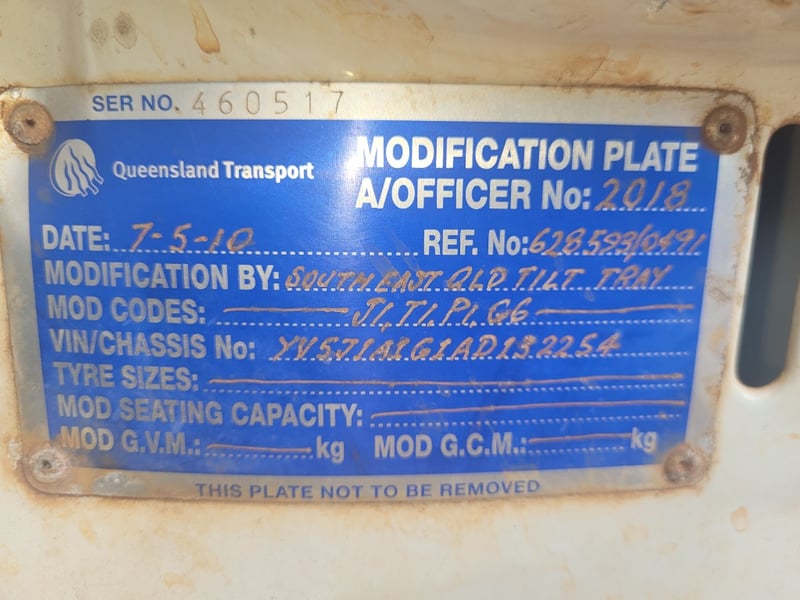 SER NO. 460517
Queensland Transport
MODIFICATION PLATE
A/OFFICER No: 2018
DATE: 7-5-10 REF. No: 628593/0491
MODIFICATION BY: SOUTH EAST QLD TILT TRAY
MOD CODES: J1, T1, P1, G6
VIN/CHASSIS No: YV5J1A1G1AD132254
TYRE SIZES:
MOD SEATING CAPACITY:
MOD G.V.M.: kg MOD G.C.M.: kg
THIS PLATE NOT TO BE REMOVED